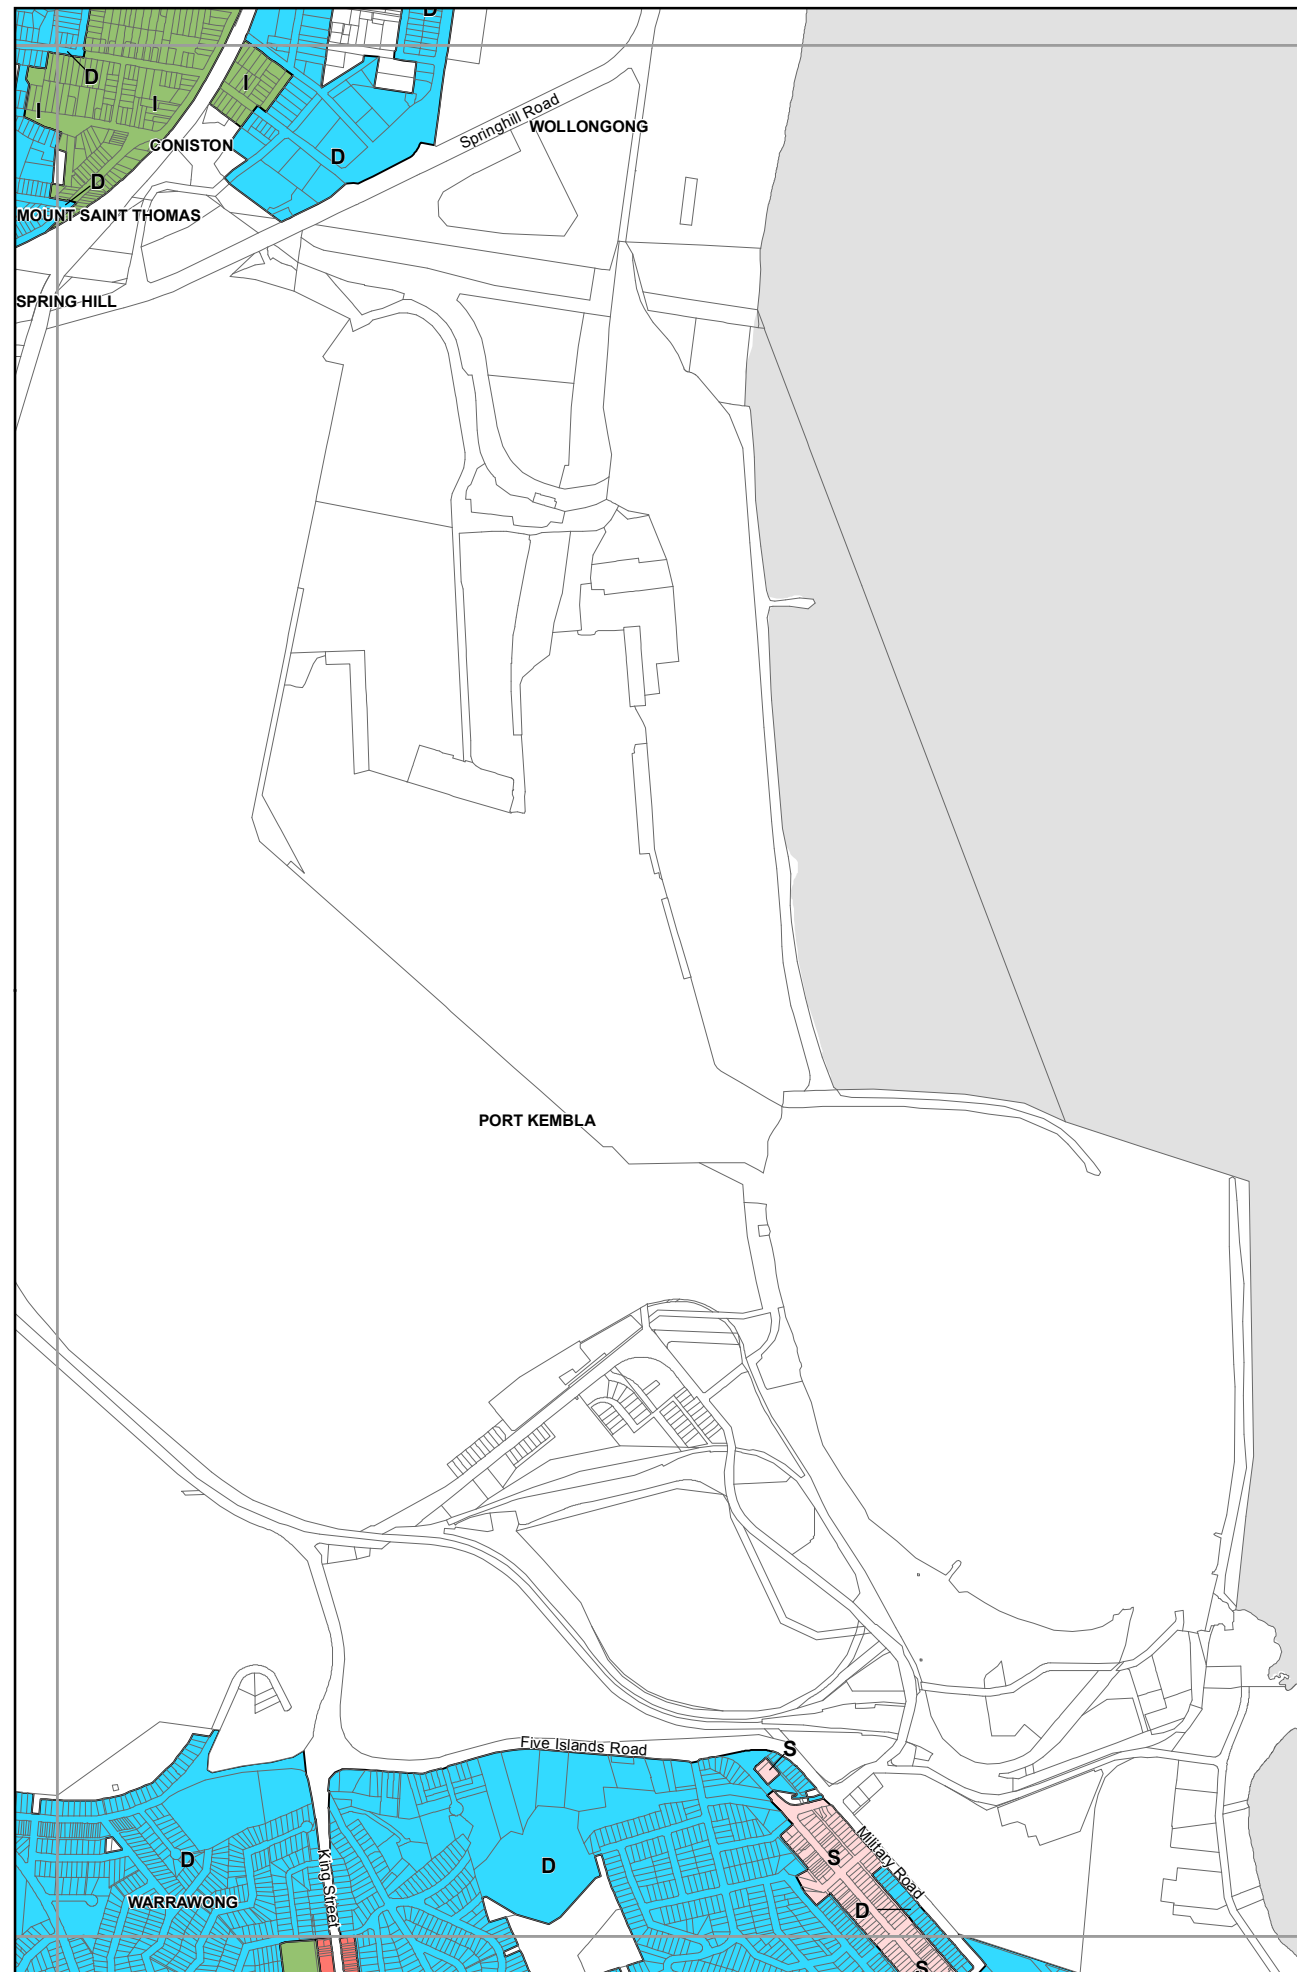 D
D
I
I
I
Springhill Road
WOLLONGONG
CONISTON
D
D
MOUNT SAINT THOMAS
SPRING HILL
PORT KEMBLA
Five Islands Road
S
Military Road
S
D
D
King Street
WARRAWONG
D
S